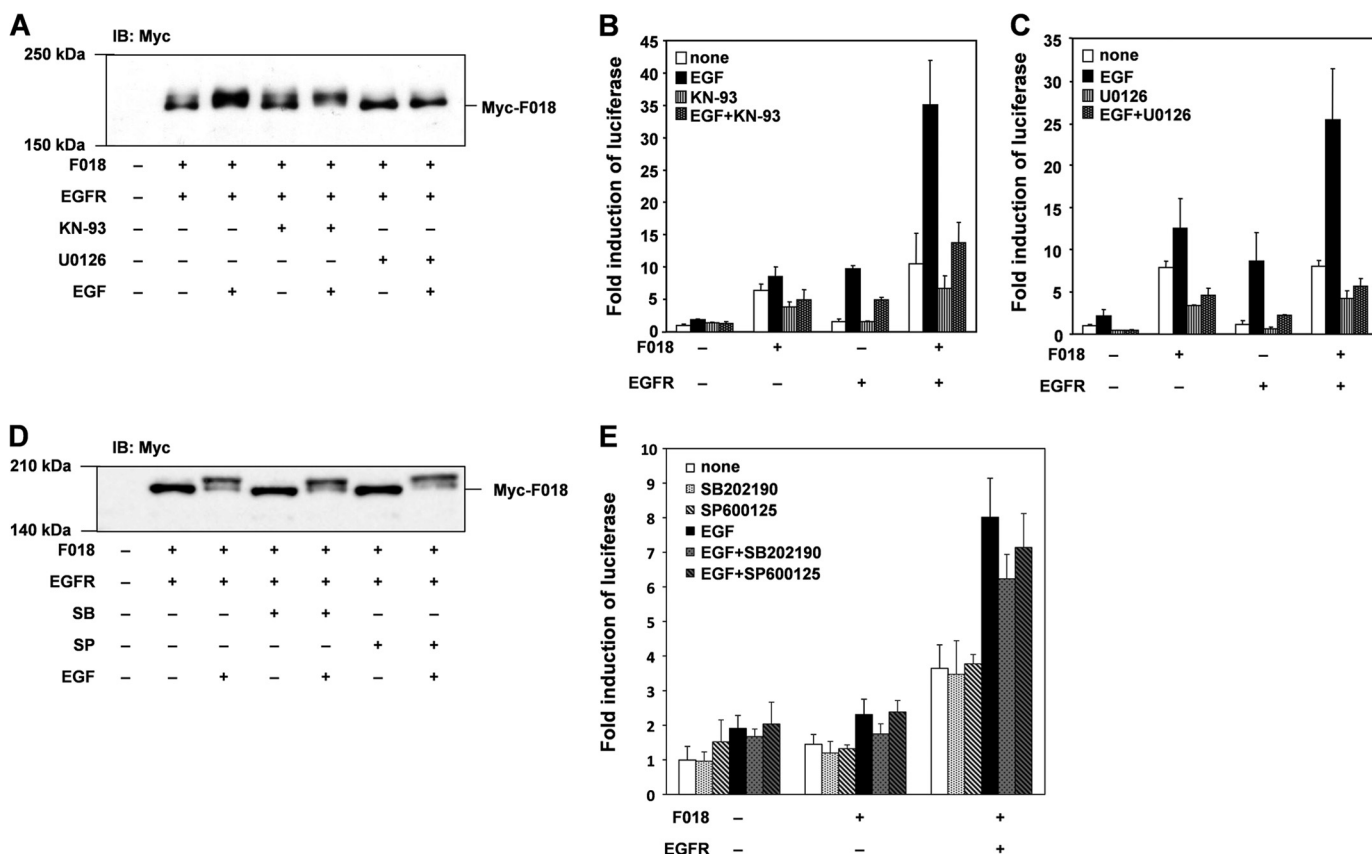 A
IB: Myc
250 kDa
Myc-F018
150 kDa
F018 – + + + + + +
EGFR – + + + + + +
KN-93 – – – + + – –
U0126 – – – – – + +
EGF – – + – + – +
B
Fold induction of luciferase
45
40
35
30
25
20
15
10
5
0
none
EGF
KN-93
EGF+KN-93
F018 – + – +
EGFR – – + +
C
Fold induction of luciferase
35
30
25
20
15
10
5
0
none
EGF
U0126
EGF+U0126
F018 – + – +
EGFR – – + +
D
IB: Myc
210 kDa
Myc-F018
140 kDa
F018 – + + + + + +
EGFR – + + + + + +
SB – – – + + – –
SP – – – – – + +
EGF – – + – + – +
E
Fold induction of luciferase
10
9
8
7
6
5
4
3
2
1
0
none
SB202190
SP600125
EGF
EGF+SB202190
EGF+SP600125
F018 – + +
EGFR – – +